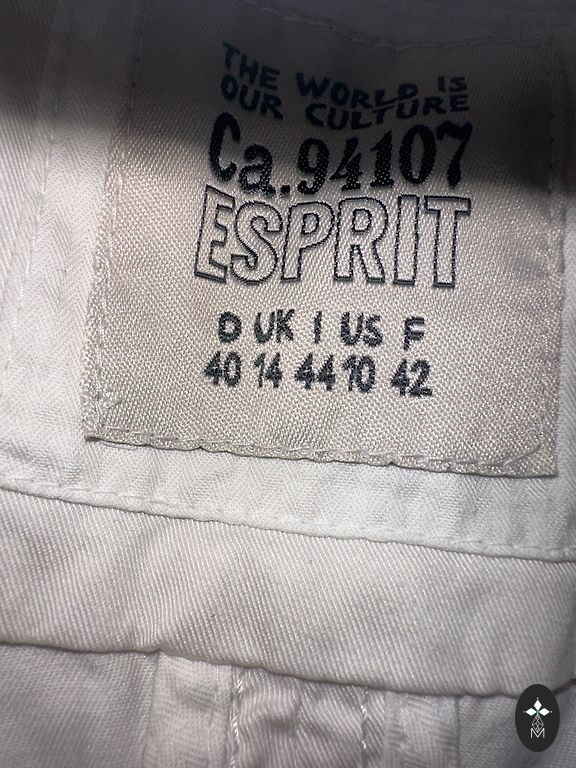 THE WORLD IS
OUR CULTURE
Ca.94107
ESPRIT
D UK I US F
40 14 44 10 42
M